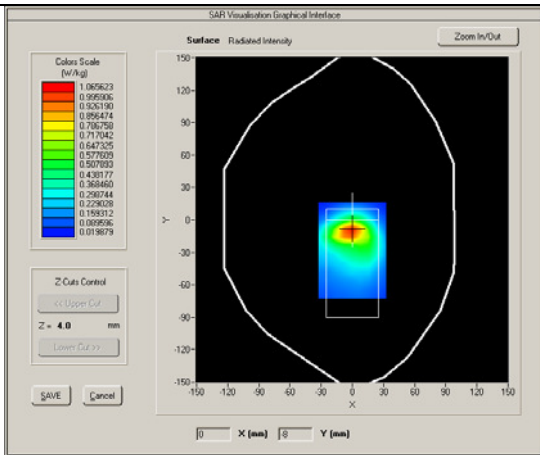 SAR Visualisation Graphical Interface
Surface Radiated Intensity
Zoom In/Out
Colors Scale
(W/kg)
1.065623
0.995906
0.926190
0.856474
0.786758
0.717042
0.647325
0.577609
0.507893
0.438177
0.368460
0.298744
0.229028
0.159312
0.089596
0.019879
Z Cuts Control
<< Upper Cut
Z = 4.0 mm
Lower Cut >>
SAVE Cancel
150
120
90
60
30
0
-30
-60
-90
-120
-150
Y
-150 -120 -90 -60 -30 0 30 60 90 120 150
X
0 X (mm) -8 Y (mm)